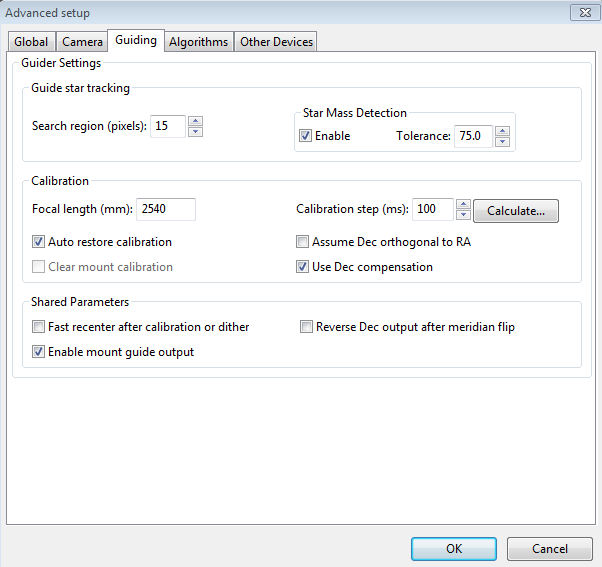 Advanced setup
Global Camera Guiding Algorithms Other Devices
Guider Settings
Guide star tracking
Search region (pixels): 15
Star Mass Detection
Enable Tolerance: 75.0
Calibration
Focal length (mm): 2540 Calibration step (ms): 100 Calculate...
Auto restore calibration Assume Dec orthogonal to RA
Clear mount calibration Use Dec compensation
Shared Parameters
Fast recenter after calibration or dither Reverse Dec output after meridian flip
Enable mount guide output
OK Cancel